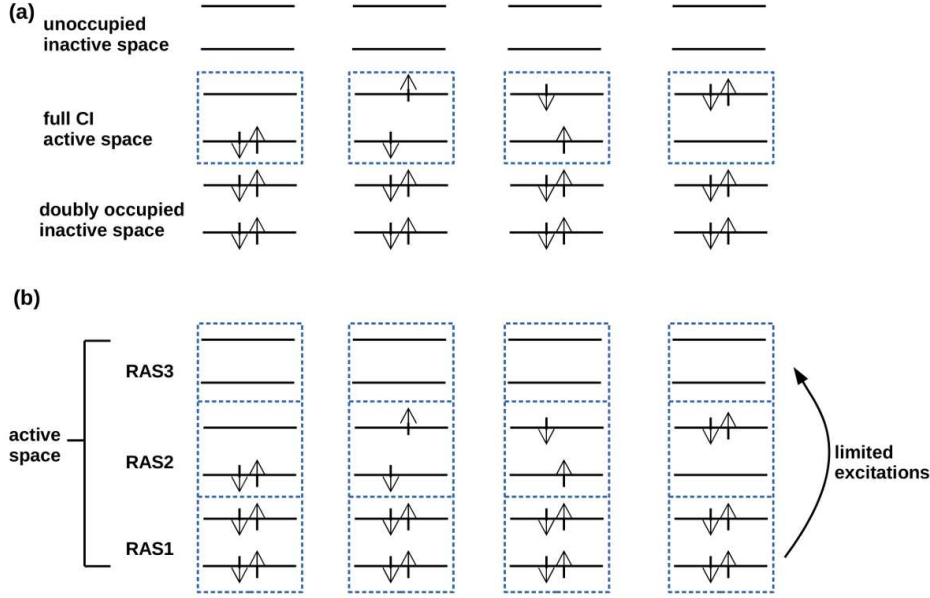 (a)
unoccupied
inactive space
full CI
active space
doubly occupied
inactive space
(b)
RAS3
active
space
RAS2
limited
excitations
RAS1